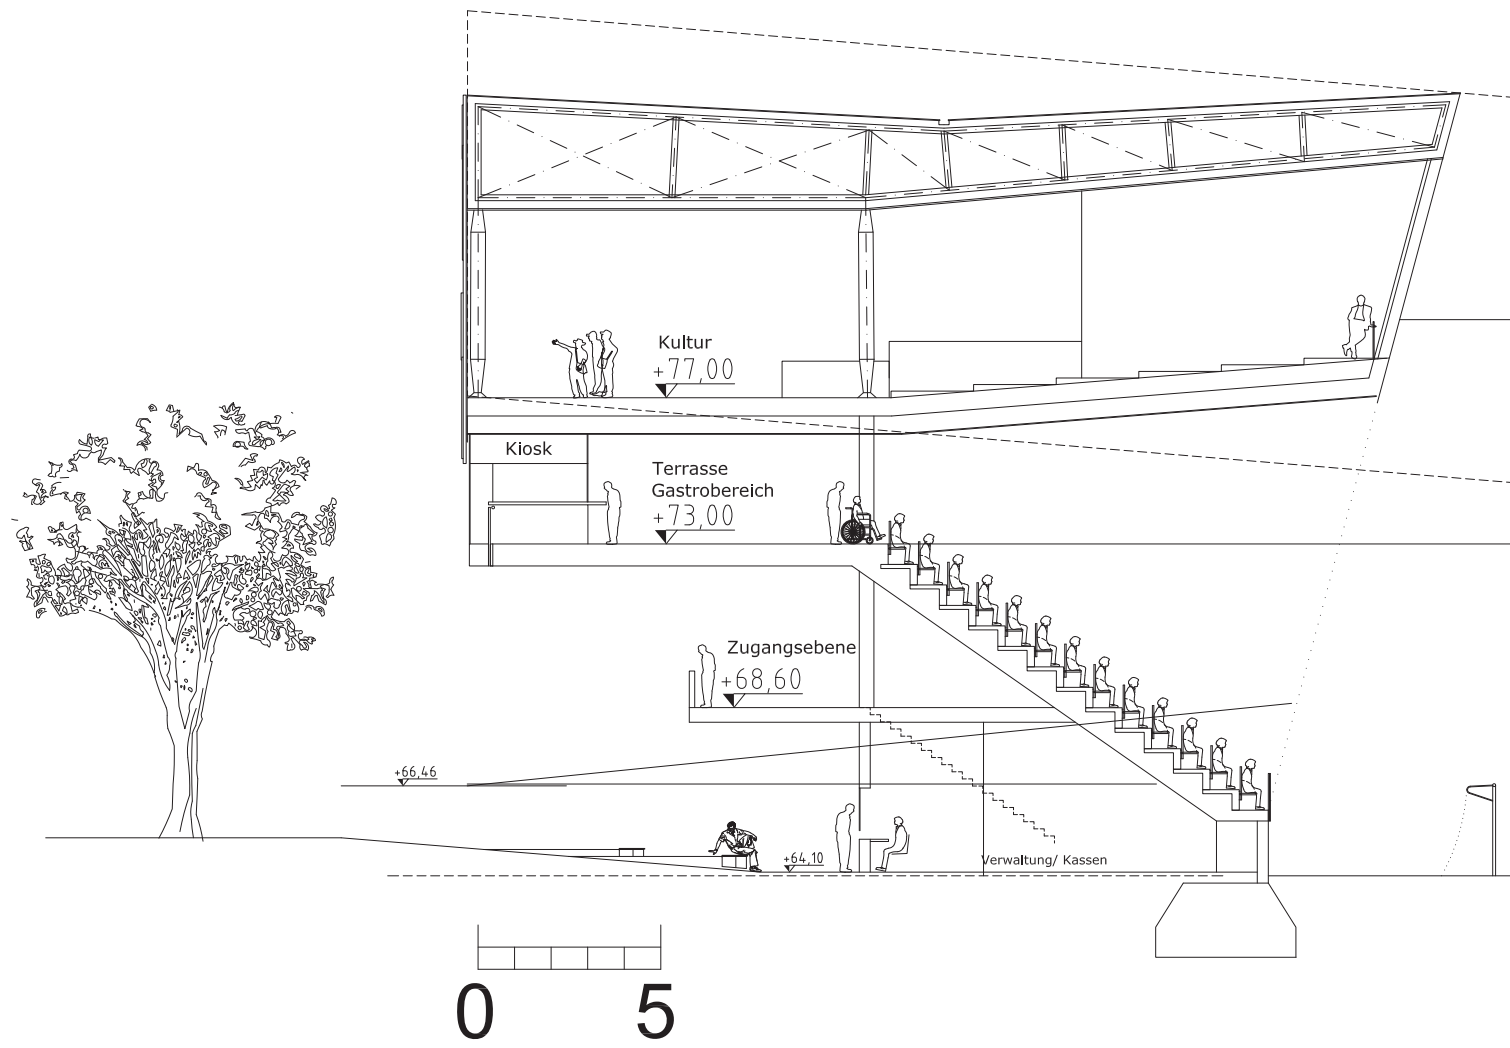 Kultur
+77,00
Kiosk
Terrasse
Gastrobereich
+73,00
Zugangsebene
+68,60
+66,46
+64,10
Verwaltung/ Kassen
0 5